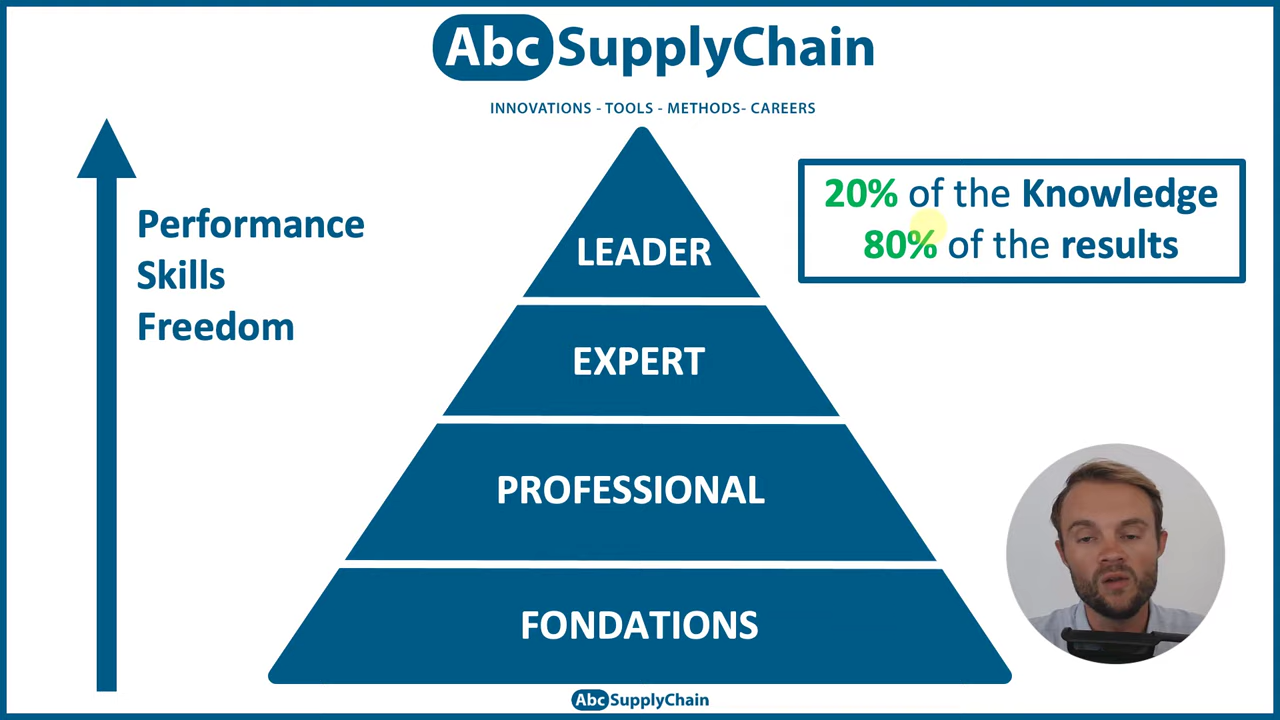 AbcSupplyChain
INNOVATIONS - TOOLS - METHODS- CAREERS
Performance
Skills
Freedom
20% of the Knowledge
80% of the results
LEADER
EXPERT
PROFESSIONAL
FONDATIONS
AbcSupplyChain